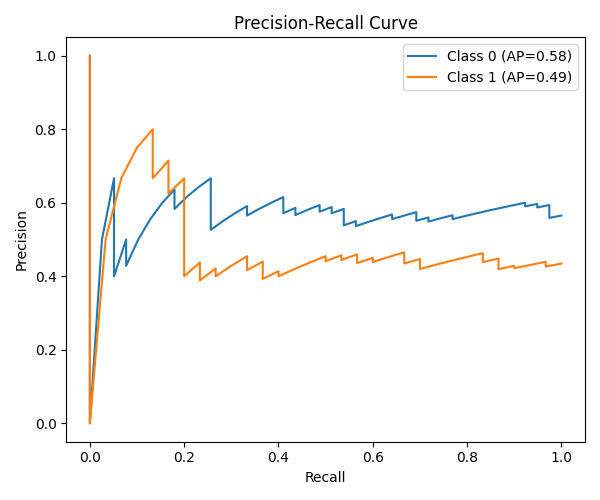 Precision-Recall Curve
Class 0 (AP=0.58)
Class 1 (AP=0.49)
Precision
1.0
0.8
0.6
0.4
0.2
0.0
0.0 0.2 0.4 0.6 0.8 1.0
Recall